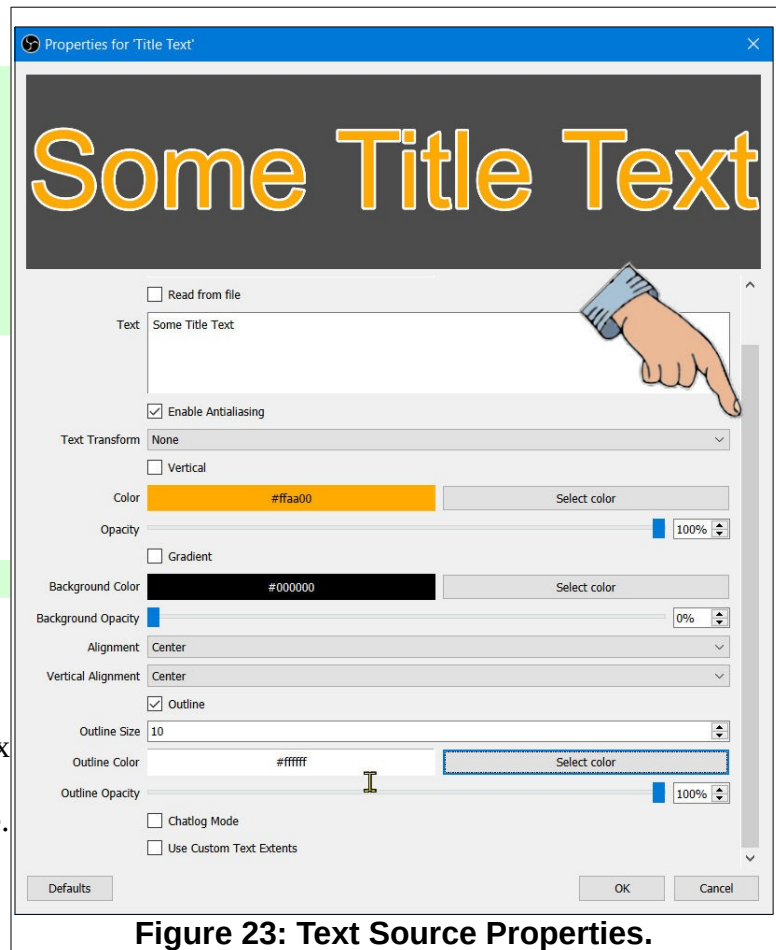 Properties for 'Title Text'
Some Title Text
Read from file
Text Some Title Text
Enable Antialiasing
Text Transform None
Vertical
Color #ffaa00 Select color
Opacity 100%
Gradient
Background Color #000000 Select color
Background Opacity 0%
Alignment Center
Vertical Alignment Center
Outline
Outline Size 10
x
Outline Color #ffffff Select color
Outline Opacity 100%
.
Chatlog Mode
Use Custom Text Extents
Defaults OK Cancel
Figure 23: Text Source Properties.